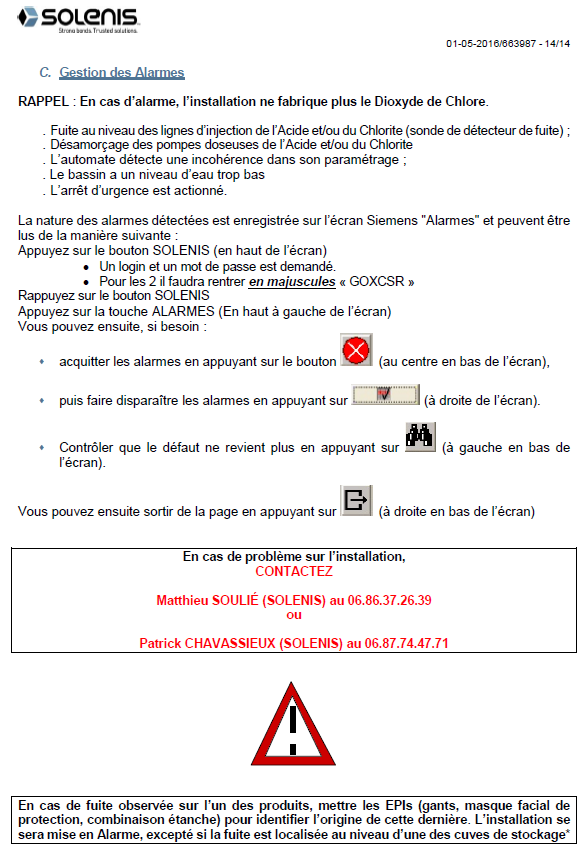 SOLENIS
Strong bonds. Trusted solutions.
01-05-2016/663987 - 14/14
C. Gestion des Alarmes
RAPPEL : En cas d'alarme, l'installation ne fabrique plus le Dioxyde de Chlore.
. Fuite au niveau des lignes d'injection de l'Acide et/ou du Chlorite (sonde de détecteur de fuite) ;
. Désamorçage des pompes doseuses de l'Acide et/ou du Chlorite
. L'automate détecte une incohérence dans son paramétrage ;
. Le bassin a un niveau d'eau trop bas
. L'arrêt d'urgence est actionné.
La nature des alarmes détectées est enregistrée sur l'écran Siemens "Alarmes" et peuvent être
lus de la manière suivante :
Appuyez sur le bouton SOLENIS (en haut de l'écran)
• Un login et un mot de passe est demandé.
• Pour les 2 il faudra rentrer en majuscules « GOXCSR »
Rappuyez sur le bouton SOLENIS
Appuyez sur la touche ALARMES (En haut à gauche de l'écran)
Vous pouvez ensuite, si besoin :
acquitter les alarmes en appuyant sur le bouton (au centre en bas de l'écran),
puis faire disparaître les alarmes en appuyant sur (à droite de l'écran).
Contrôler que le défaut ne revient plus en appuyant sur (à gauche en bas de
l'écran).
Vous pouvez ensuite sortir de la page en appuyant sur (à droite en bas de l'écran)
En cas de problème sur l'installation,
CONTACTEZ
Matthieu SOULIÉ (SOLENIS) au 06.86.37.26.39
ou
Patrick CHAVASSIEUX (SOLENIS) au 06.87.74.47.71
En cas de fuite observée sur l'un des produits, mettre les EPIs (gants, masque facial de
protection, combinaison étanche) pour identifier l'origine de cette dernière. L'installation se
sera mise en Alarme, excepté si la fuite est localisée au niveau d'une des cuves de stockage*